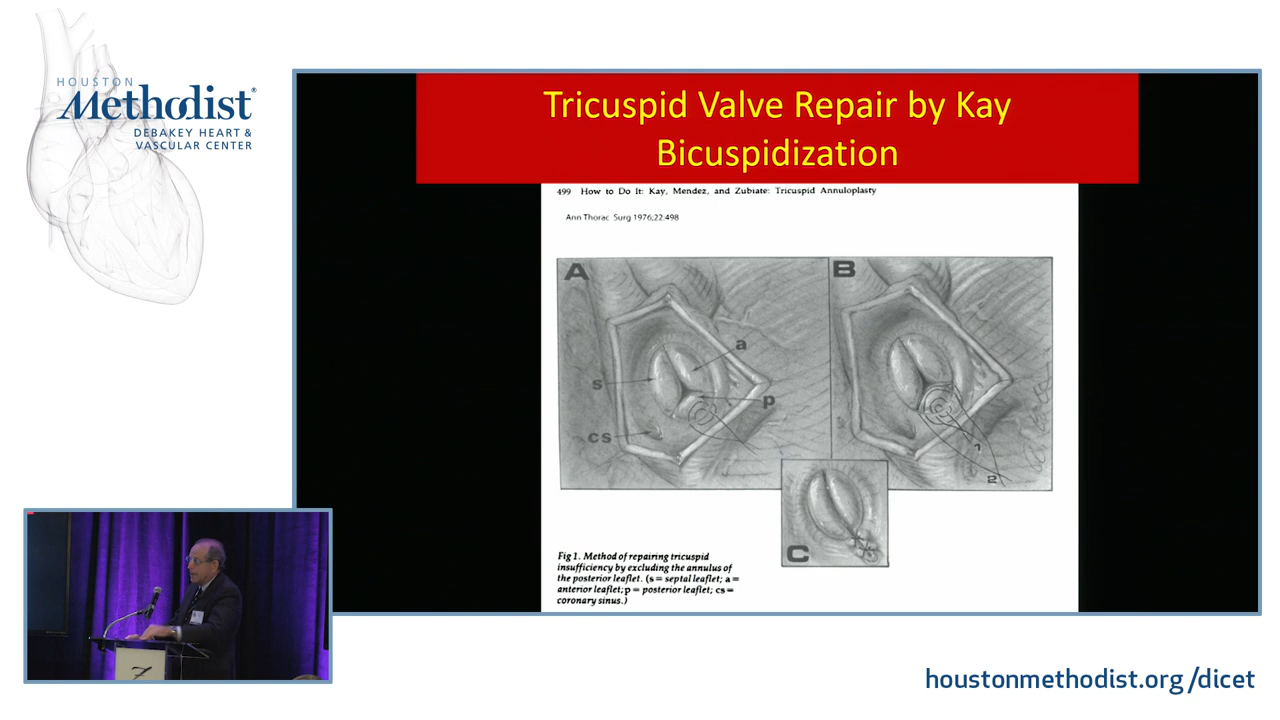 HOUSTON
Methodist®
DEBAKEY HEART &
VASCULAR CENTER
Tricuspid Valve Repair by Kay
Bicuspidization
499 How to Do It: Kay, Mendez, and Zubiate: Tricuspid Annuloplasty
Ann Thorac Surg 1976;22:498
A
B
a
s
p
cs
1
2
C
Fig 1. Method of repairing tricuspid
insufficiency by excluding the annulus of
the posterior leaflet. (s = septal leaflet; a =
anterior leaflet; p = posterior leaflet; cs =
coronary sinus.)
houstonmethodist.org/dicet